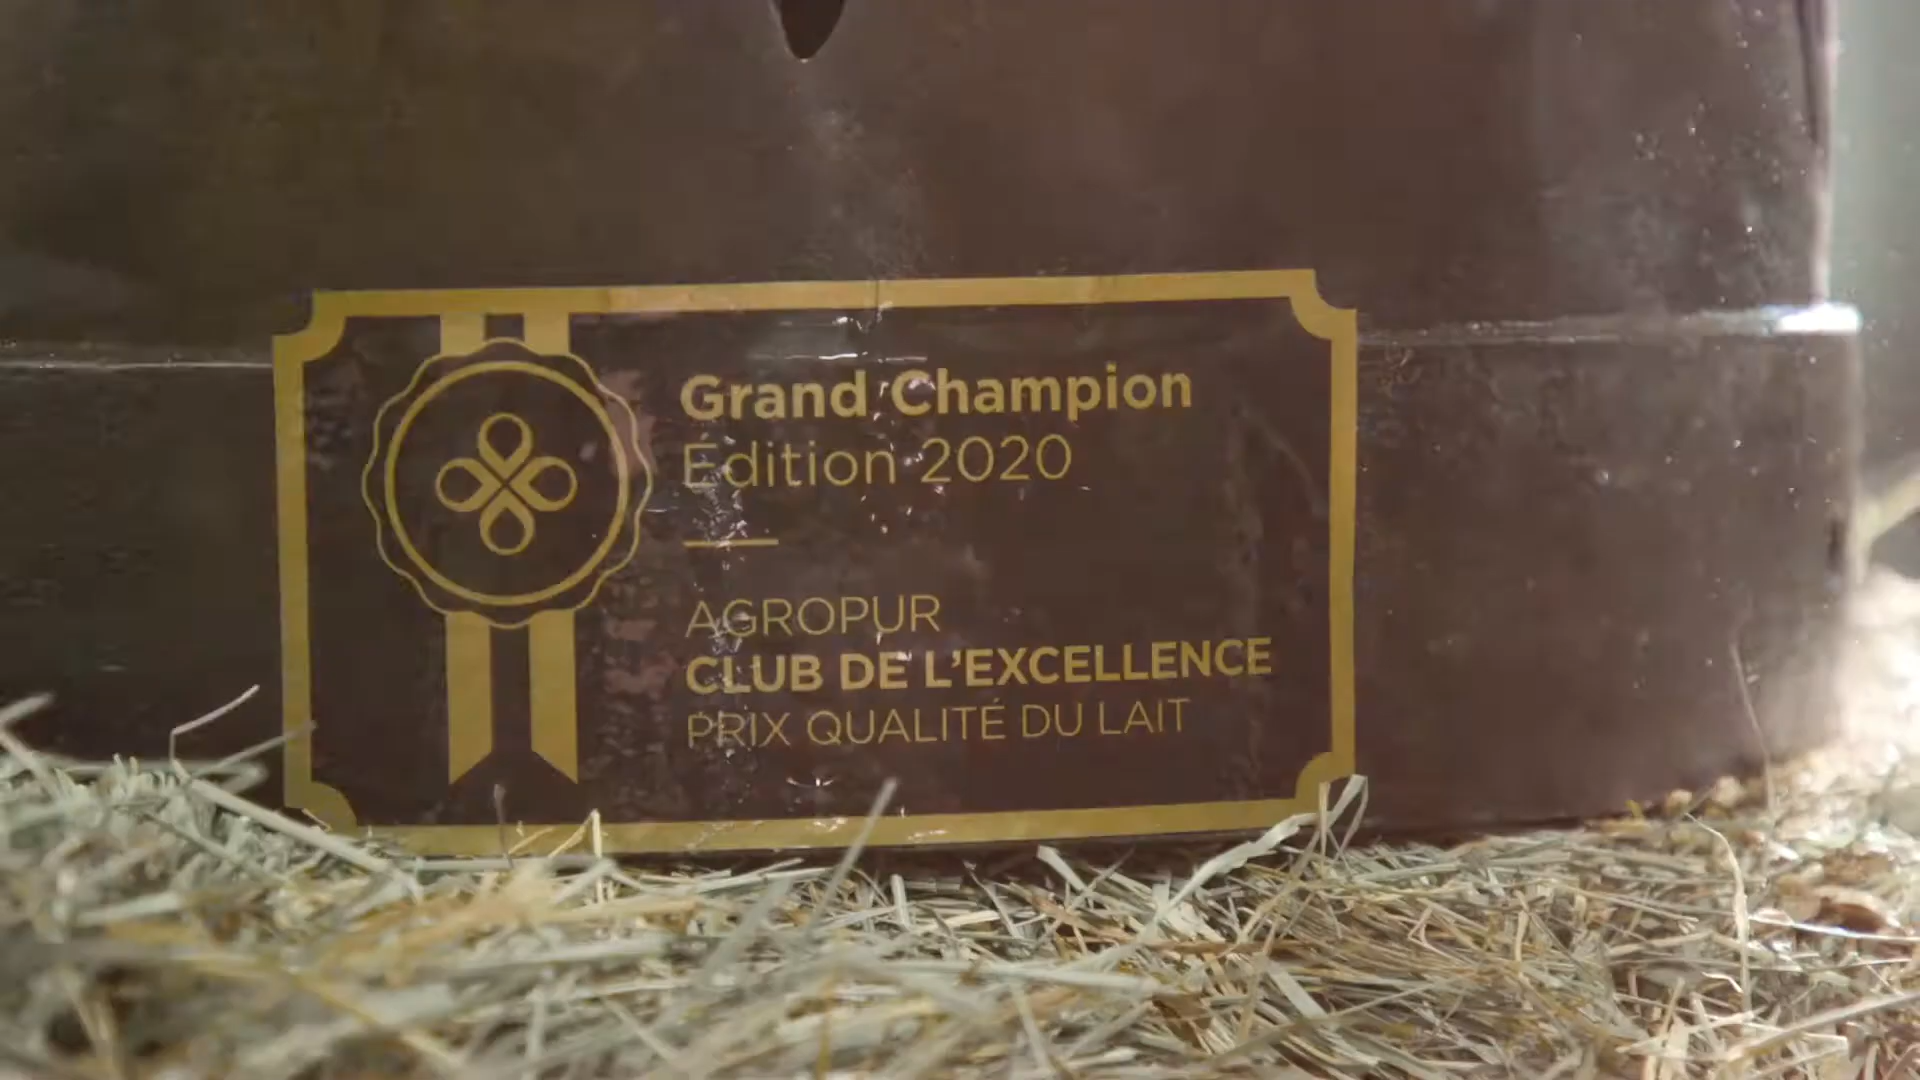 Grand Champion
Édition 2020
AGROPUR
CLUB DE L'EXCELLENCE
PRIX QUALITÉ DU LAIT